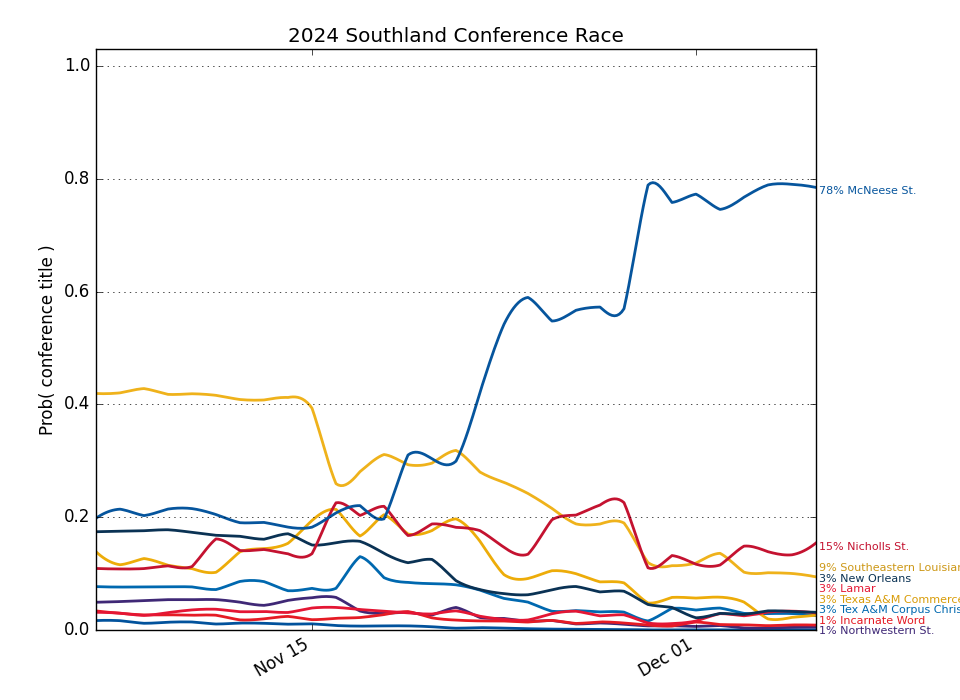 2024 Southland Conference Race
Prob( conference title )
1.0
0.8
0.6
0.4
0.2
0.0
Nov 15
Dec 01
78% McNeese St.
15% Nicholls St.
9% Southeastern Louisian
3% New Orleans
3% Lamar
3% Texas A&M Commerce
3% Tex A&M Corpus Chris
1% Incarnate Word
1% Northwestern St.